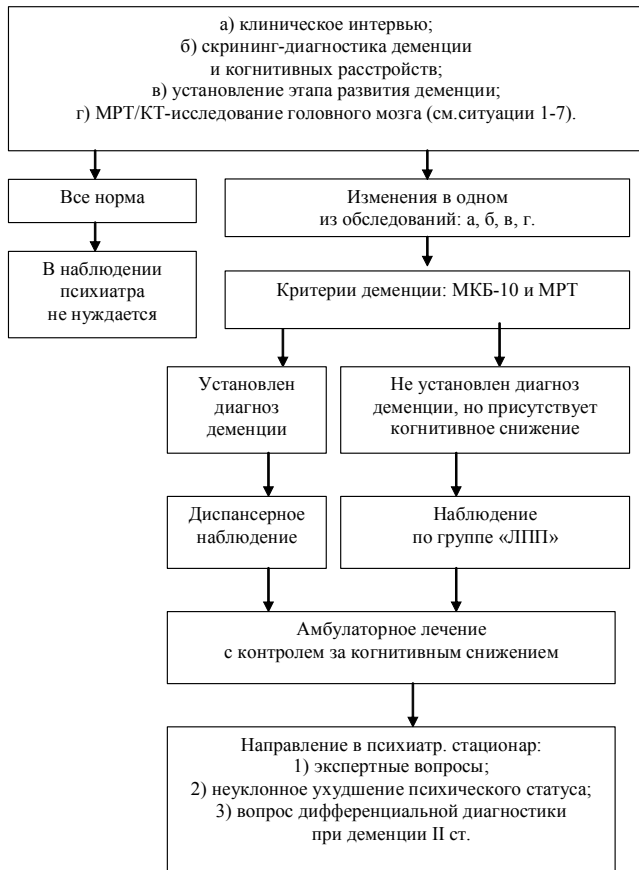 а) клиническое интервью;
б) скрининг-диагностика деменции
и когнитивных расстройств;
в) установление этапа развития деменции;
г) МРТ/КТ-исследование головного мозга (см.ситуации 1-7).
Все норма
Изменения в одном
из обследований: а, б, в, г.
В наблюдении
психиатра
не нуждается
Критерии деменции: МКБ-10 и МРТ
Установлен
диагноз
деменции
Не установлен диагноз
деменции, но присутствует
когнитивное снижение
Диспансерное
наблюдение
Наблюдение
по группе «ЛПП»
Амбулаторное лечение
с контролем за когнитивным снижением
Направление в психиатр. стационар:
1) экспертные вопросы;
2) неуклонное ухудшение психического статуса;
3) вопрос дифференциальной диагностики
при деменции II ст.